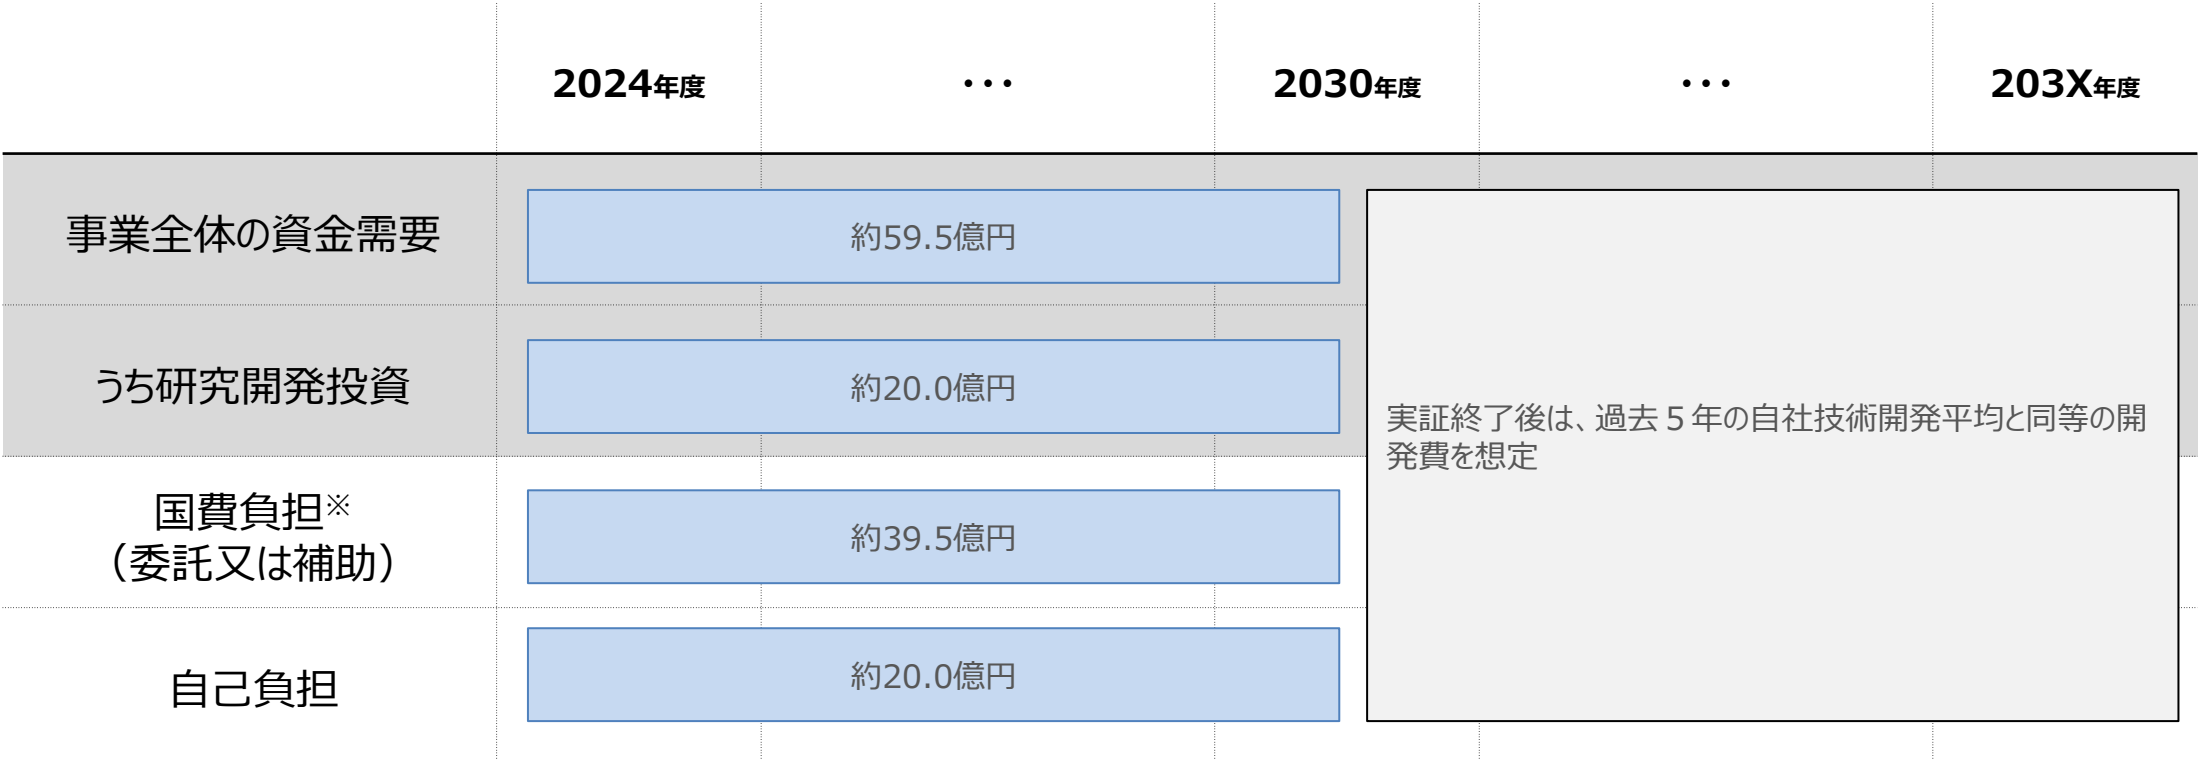 2024年度 ・・・ 2030年度 ・・・ 203X年度
事業全体の資金需要 約59.5億円
うち研究開発投資 約20.0億円
国費負担※
（委託又は補助） 約39.5億円
自己負担 約20.0億円
実証終了後は、過去５年の自社技術開発平均と同等の開
発費を想定